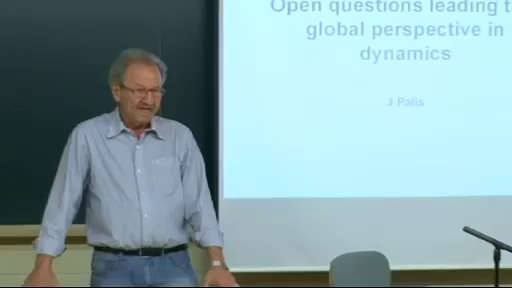 Open questions leading t
global perspective in
dynamics
J Palis